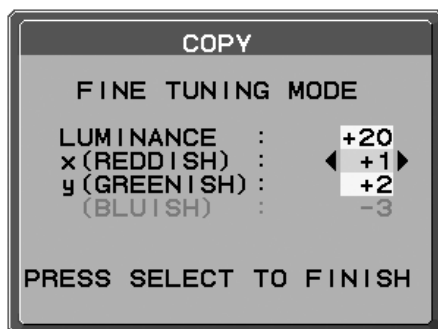 COPY
FINE TUNING MODE
LUMINANCE : +20
x(REDDISH) : +1
y(GREENISH) : +2
(BLUISH) : -3
PRESS SELECT TO FINISH